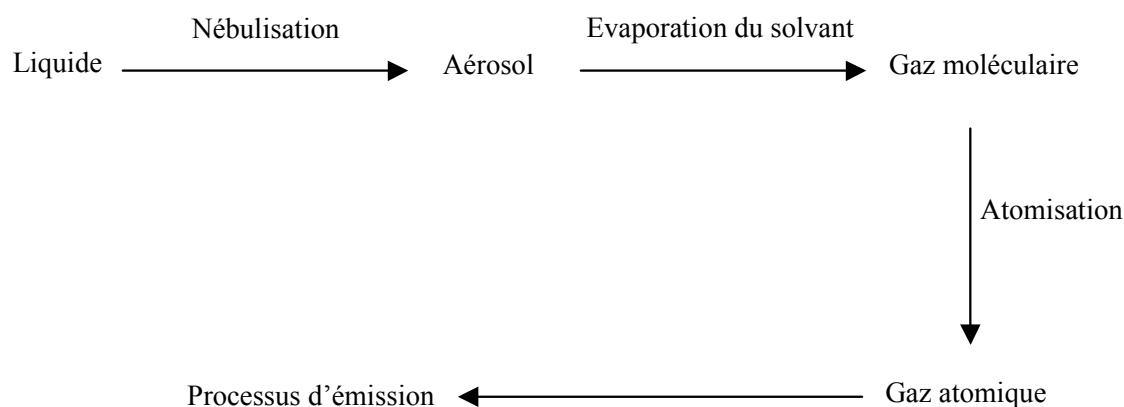 Nébulisation
Evaporation du solvant
Liquide
Aérosol
Gaz moléculaire
Atomisation
Processus d’émission
Gaz atomique